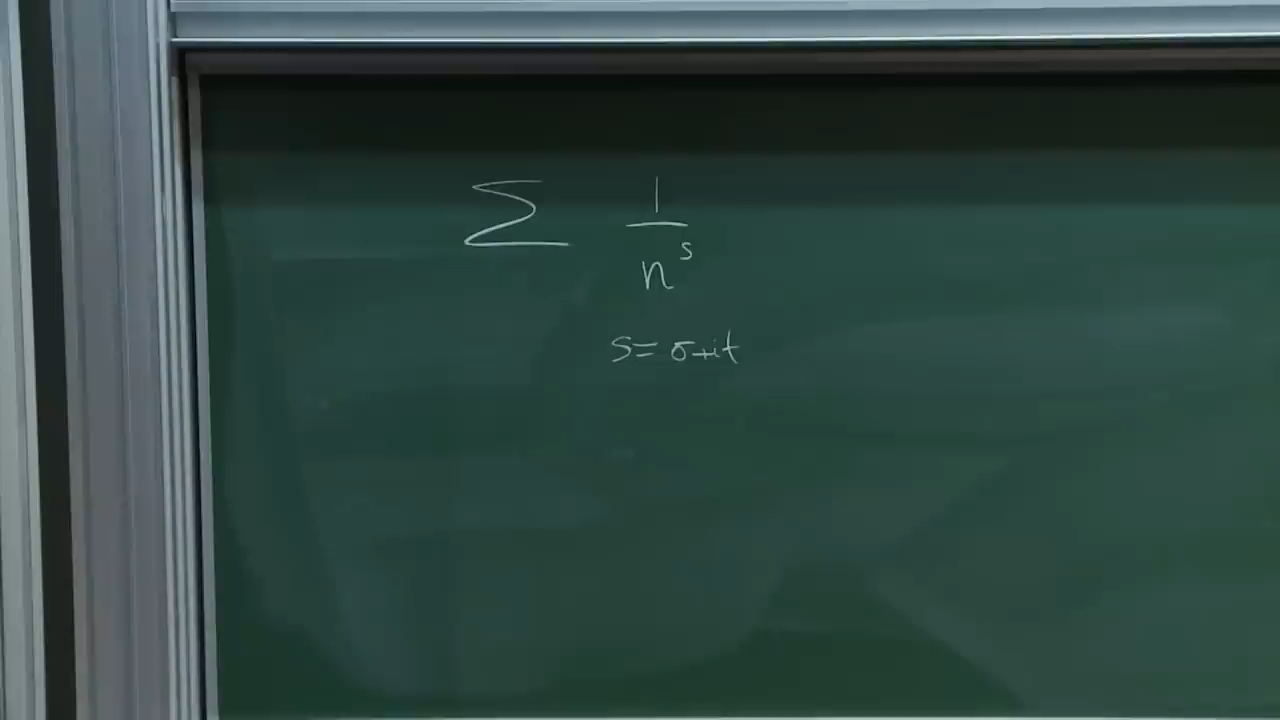 ∑ 1/n^s
s = σ+it